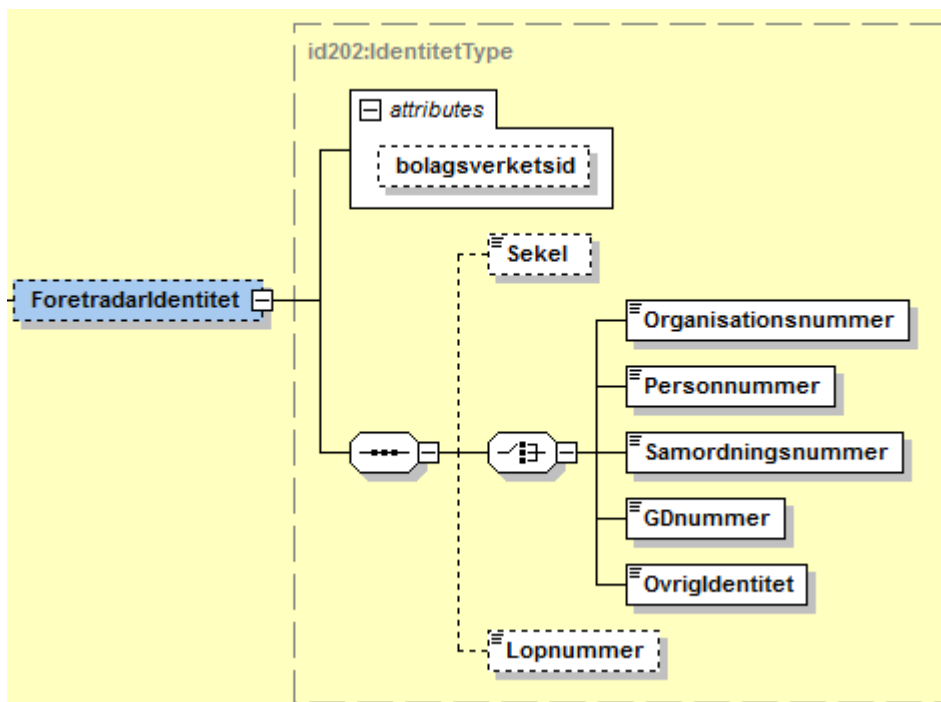 id202:IdentitetType
attributes
bolagsverketsid
Sekel
ForetradarIdentitet
Organisationsnummer
Personnummer
Samordningsnummer
GDnummer
OvrigIdentitet
Lopnummer